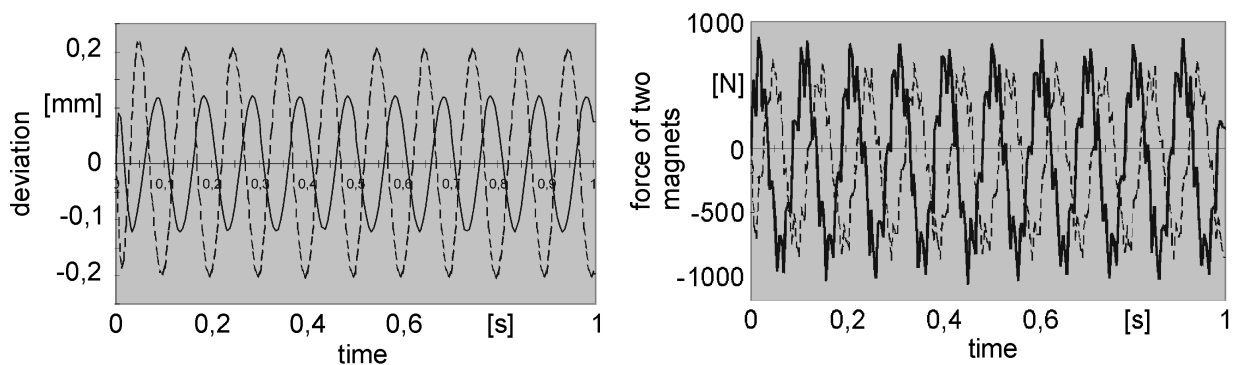 0,2
[mm]
0
-0,1
-0,2
deviation
0 0,1 0,2 0,3 0,4 0,5 0,6 0,7 0,8 0,9 1
0 0,2 0,4 0,6 [s] 1
time
1000
[N]
0
-500
-1000
force of two
magnets
0 0,2 0,4 0,6 [s] 1
time